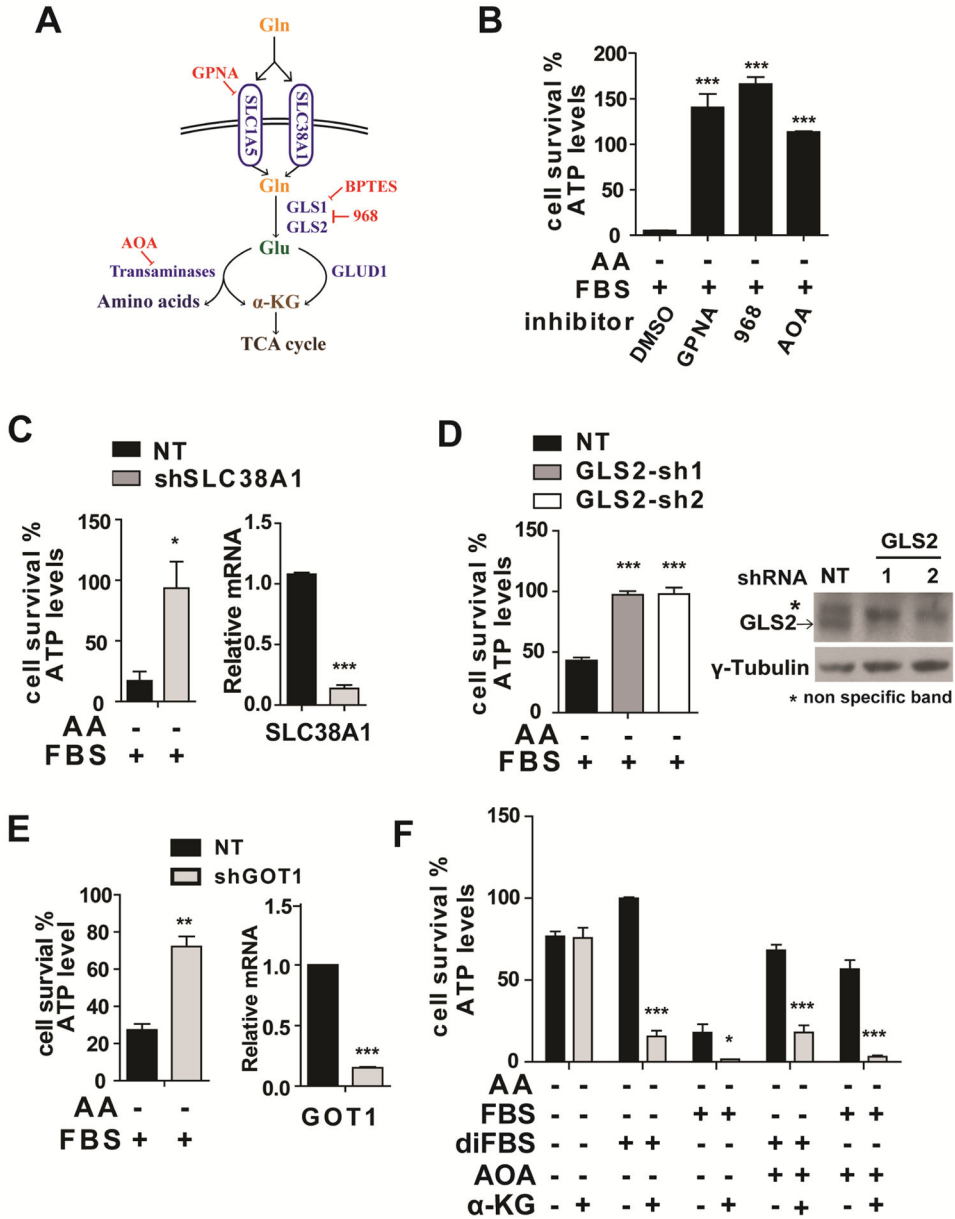 A
Gln
GPNA
SLC1A5
SLC38A1
Gln
BPTES
GLS1
GLS2
968
AOA
Glu
Transaminases
GLUD1
Amino acids
α-KG
TCA cycle
B
cell survival %
ATP levels
200
150
100
50
0
*** *** ***
AA - - - -
FBS + + + +
inhibitor DMSO GPNA 968 AOA
C
NT
shSLC38A1
cell survival %
ATP levels
150
100
50
0
*
AA - -
FBS + +
Relative mRNA
1.5
1.0
0.5
0.0
***
SLC38A1
D
NT
GLS2-sh1
GLS2-sh2
cell survival %
ATP levels
150
100
50
0
*** ***
AA - - -
FBS + + +
GLS2
shRNA NT 1 2
*
GLS2→
γ-Tubulin
* non specific band
E
NT
shGOT1
cell survial %
ATP level
80
60
40
20
0
**
AA - -
FBS + +
Relative mRNA
1.5
1.0
0.5
0.0
***
GOT1
F
cell survival %
ATP levels
150
100
50
0
*** * *** ***
AA - - - - - - - - - -
FBS - - - - + + - - + +
diFBS - - + + - - + + - -
AOA - - - - - - + + + +
α-KG - + - + - + - + - +